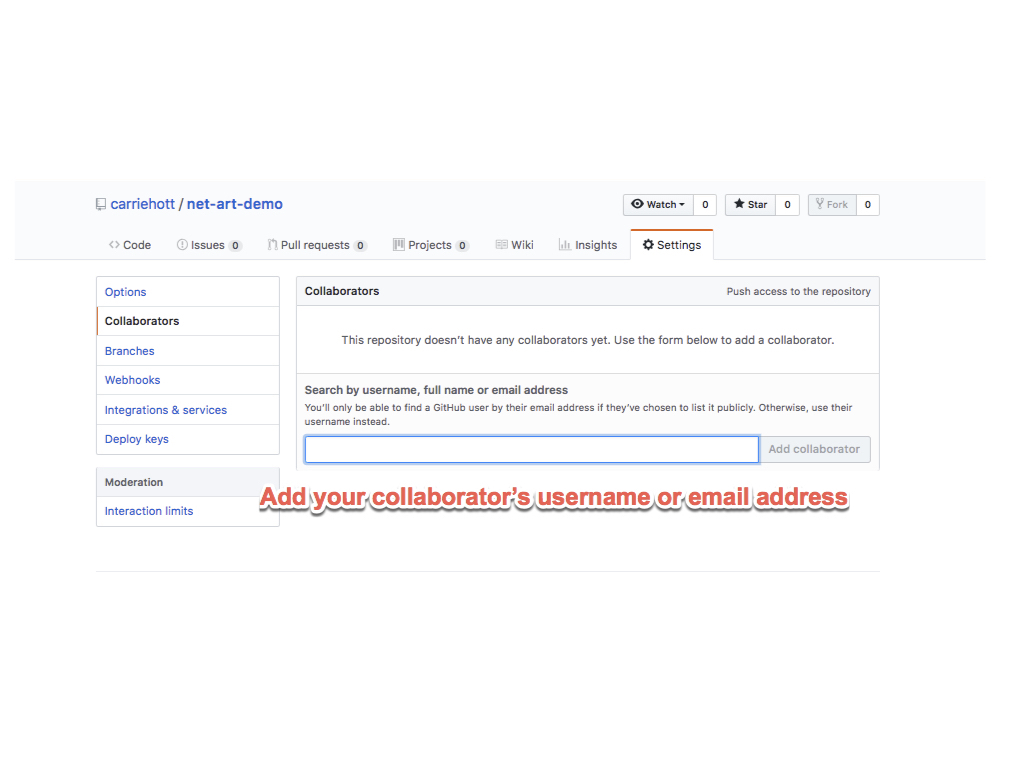 carriehott / net-art-demo
Watch 0 Star 0 Fork 0
Code Issues 0 Pull requests 0 Projects 0 Wiki Insights Settings
Options
Collaborators
Branches
Webhooks
Integrations & services
Deploy keys
Moderation
Interaction limits
Collaborators Push access to the repository
This repository doesn’t have any collaborators yet. Use the form below to add a collaborator.
Search by username, full name or email address
You’ll only be able to find a GitHub user by their email address if they’ve chosen to list it publicly. Otherwise, use their
username instead.
Add collaborator
Add your collaborator’s username or email address